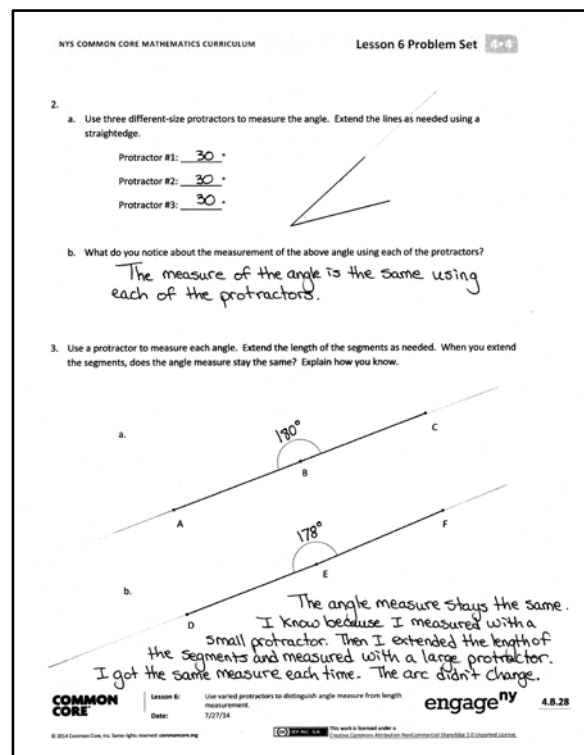 NYS COMMON CORE MATHEMATICS CURRICULUM
Lesson 6 Problem Set 4•4
2.
a. Use three different-size protractors to measure the angle. Extend the lines as needed using a
straightedge.
Protractor #1: 30 °
Protractor #2: 30 °
Protractor #3: 30 °
b. What do you notice about the measurement of the above angle using each of the protractors?
The measure of the angle is the same using
each of the protractors.
3. Use a protractor to measure each angle. Extend the length of the segments as needed. When you extend
the segments, does the angle measure stay the same? Explain how you know.
a.
180°
C
B
A
178°
F
E
b.
D
The angle measure stays the same.
I know because I measured with a
small protractor. Then I extended the length of
the segments and measured with a large protractor.
I got the same measure each time. The arc didn't change.
COMMON
CORE
Lesson 6: Use varied protractors to distinguish angle measure from length
measurement.
Date: 7/27/14
engage ny
4.B.28
© 2014 Common Core, Inc. Some rights reserved. commoncore.org
(cc) BY-NC-SA
This work is licensed under a
Creative Commons Attribution-NonCommercial-ShareAlike 3.0 Unported License.